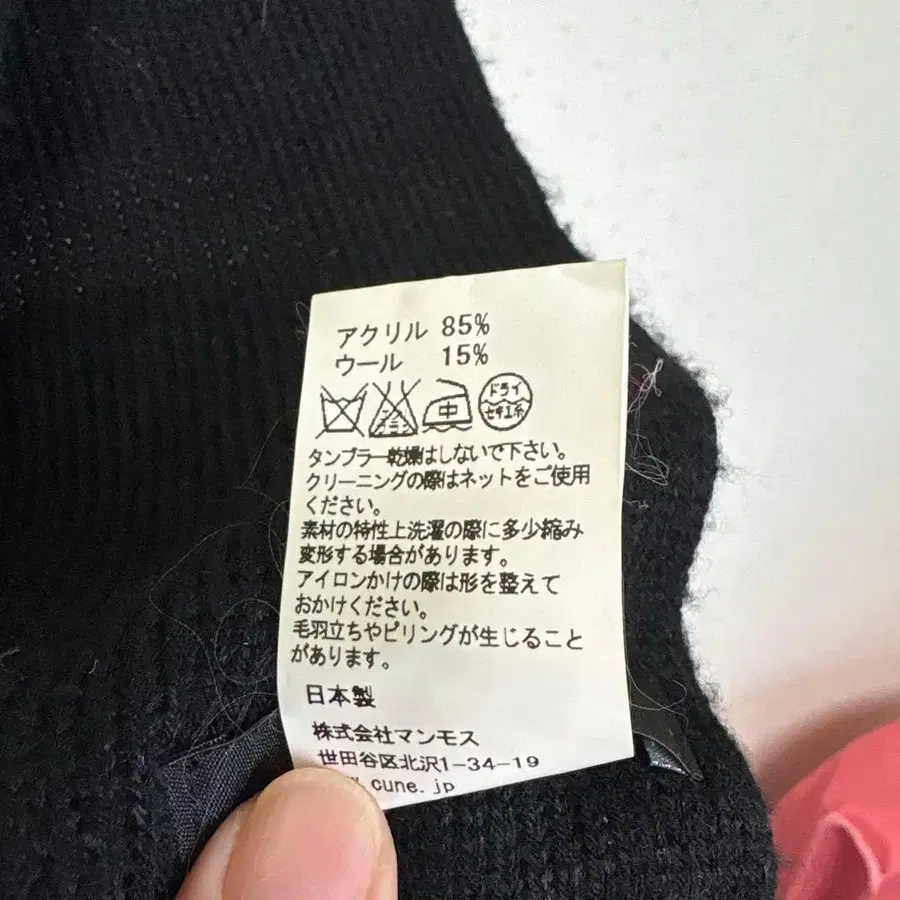 アクリル 85%
ウール 15%
エンソ
サラシ
中
ドライ
セキユ系
タンブラー乾燥はしないで下さい。
クリーニングの際はネットをご使用
ください。
素材の特性上洗濯の際に多少縮み
変形する場合があります。
アイロンかけの際は形を整えて
おかけください。
毛羽立ちやピリングが生じること
があります。
日本製
株式会社マンモス
世田谷区北沢1-34-19
.cune.jp